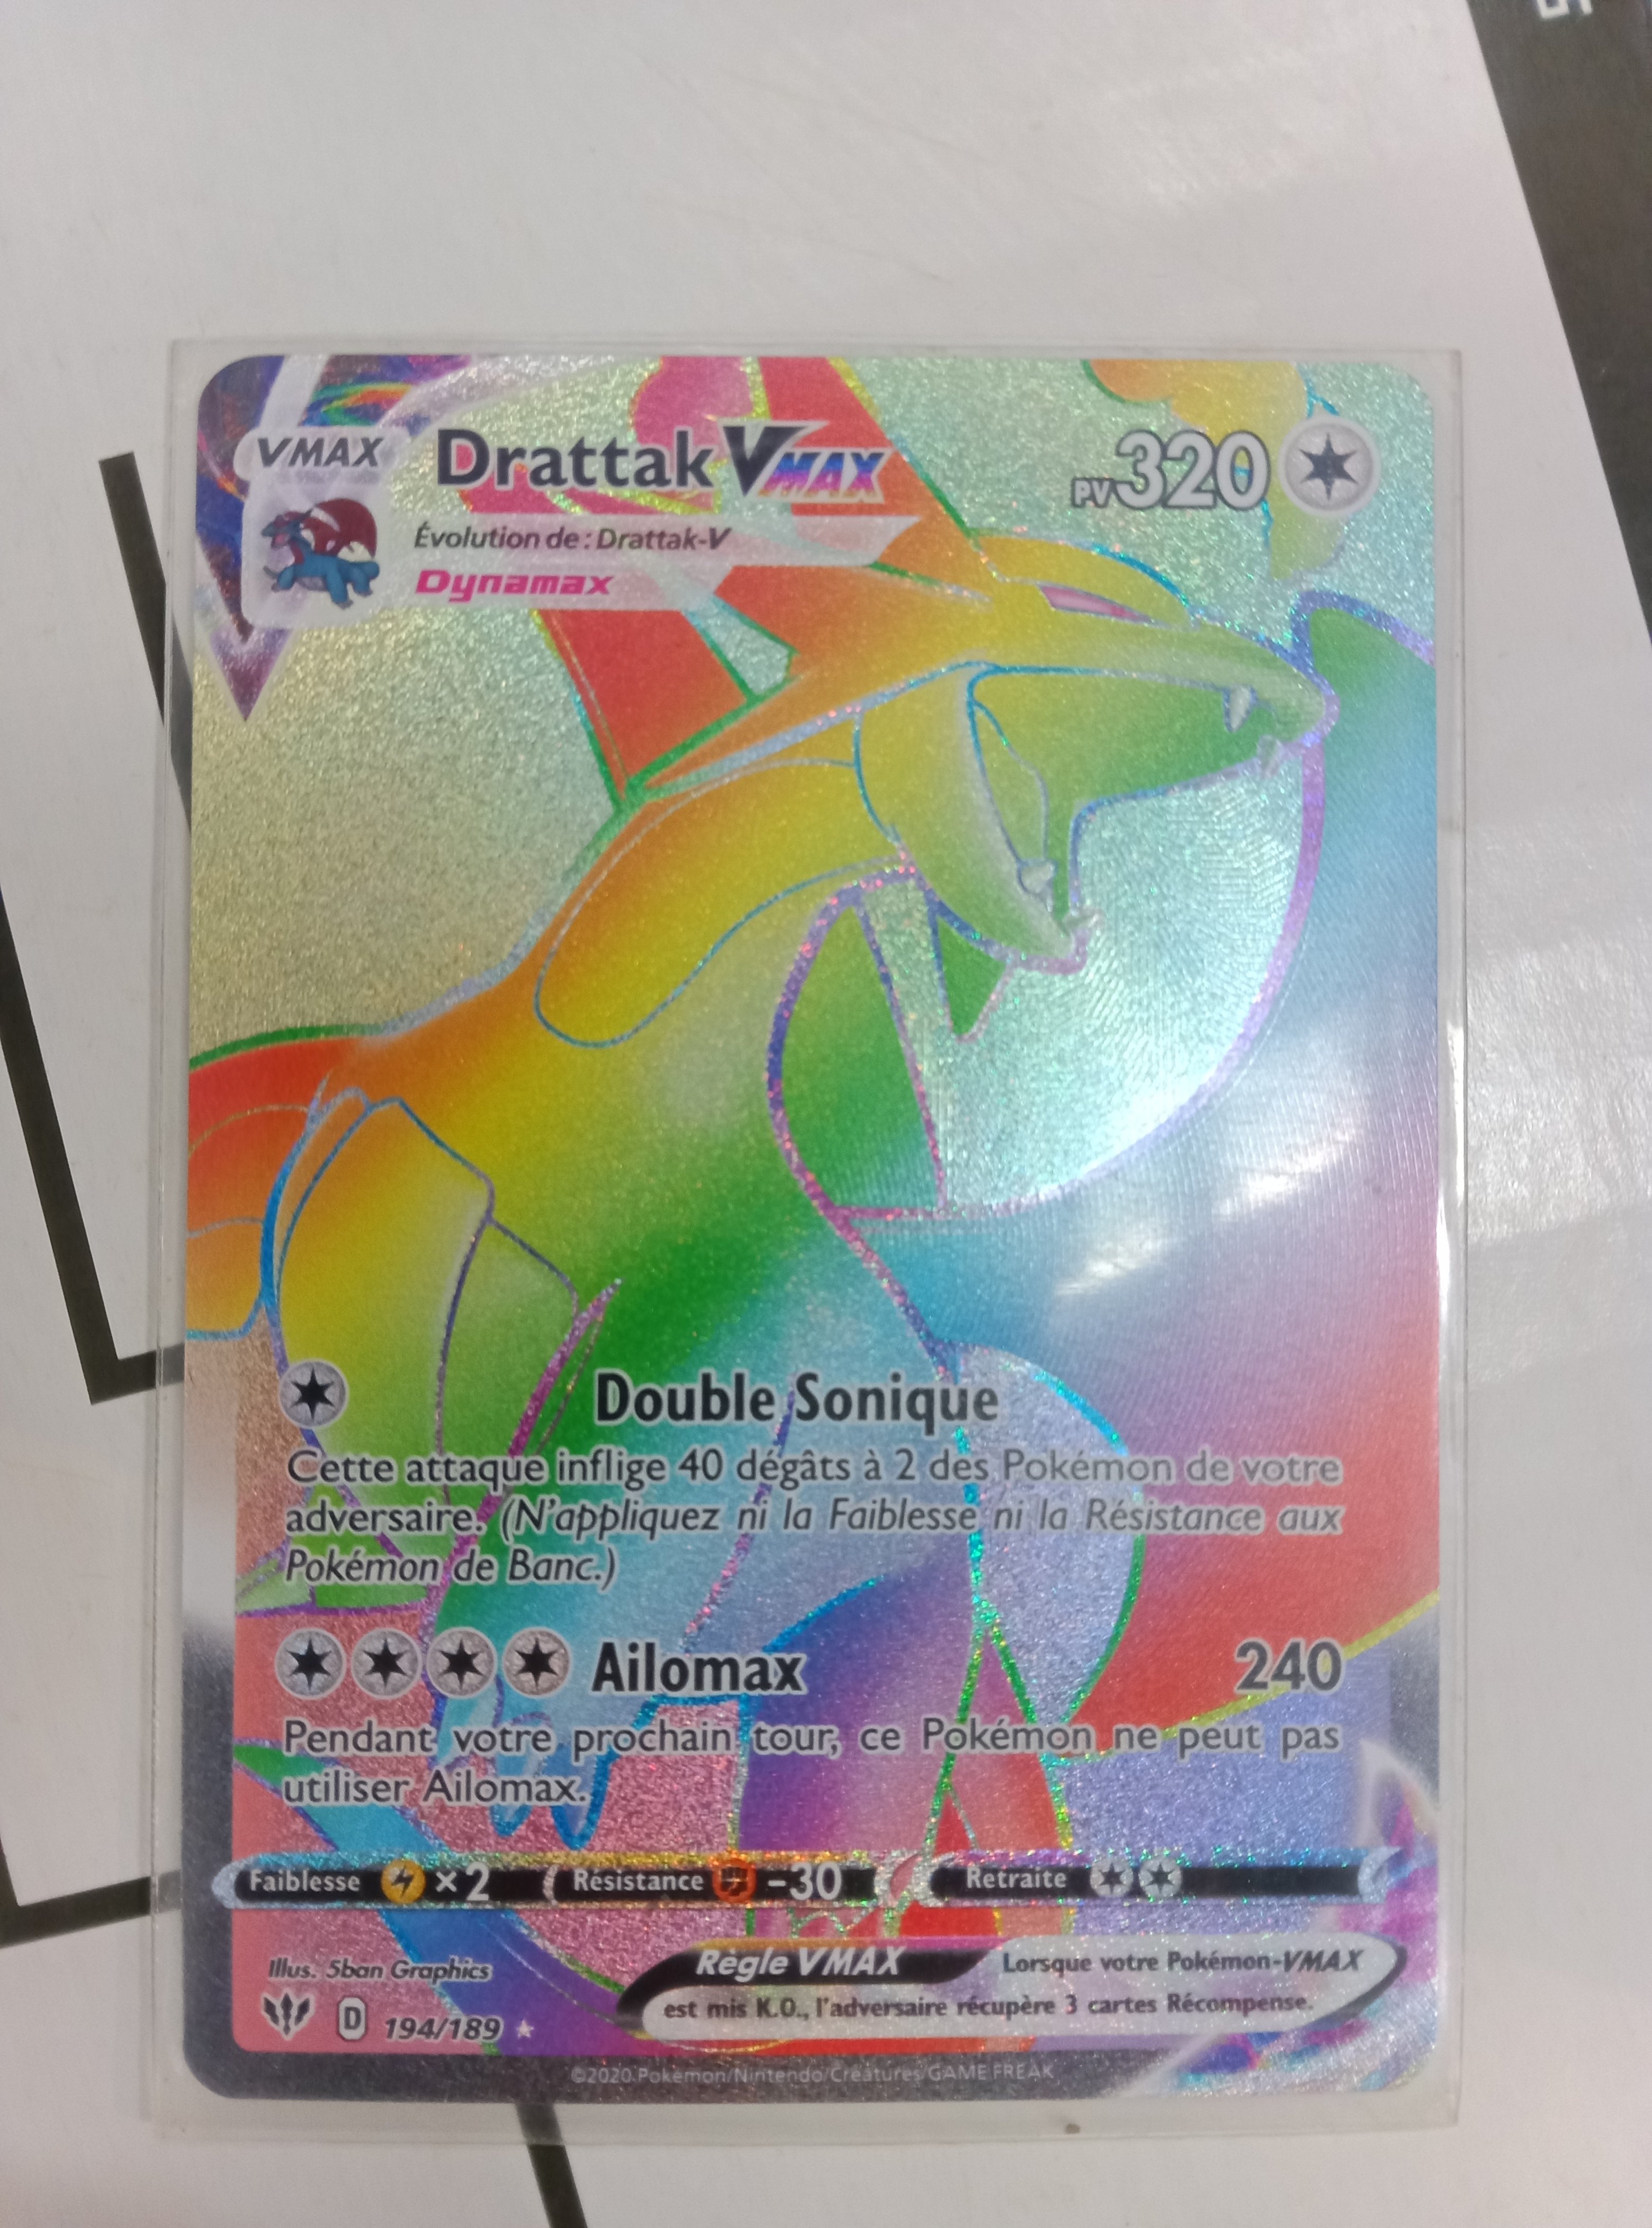 VMAX
Drattak VMAX
PV 320
Évolution de : Drattak-V
Dynamax
Double Sonique
Cette attaque inflige 40 dégâts à 2 des Pokémon de votre
adversaire. (N'appliquez ni la Faiblesse ni la Résistance aux
Pokémon de Banc.)
Ailomax 240
Pendant votre prochain tour, ce Pokémon ne peut pas
utiliser Ailomax.
Faiblesse ×2 Résistance -30 Retraite
Illus. 5ban Graphics
Règle VMAX Lorsque votre Pokémon-VMAX
est mis K.O., l'adversaire récupère 3 cartes Récompense.
D 194/189
©2020 Pokémon/Nintendo/Creatures/GAME FREAK